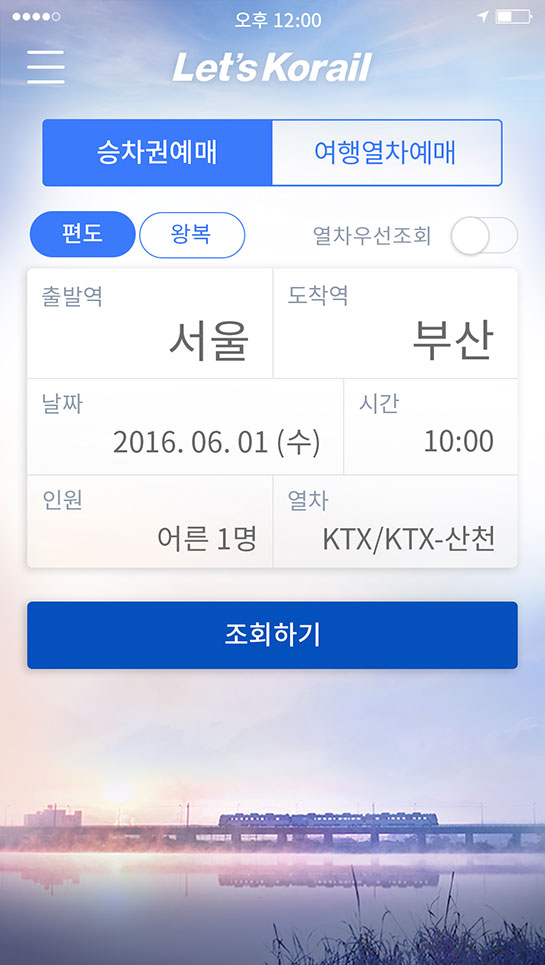 오후 12:00
Let's Korail
승차권예매
여행열차예매
편도
왕복
열차우선조회
출발역
도착역
서울
부산
날짜
시간
2016. 06. 01 (수)
10:00
인원
열차
어른 1명
KTX/KTX-산천
조회하기